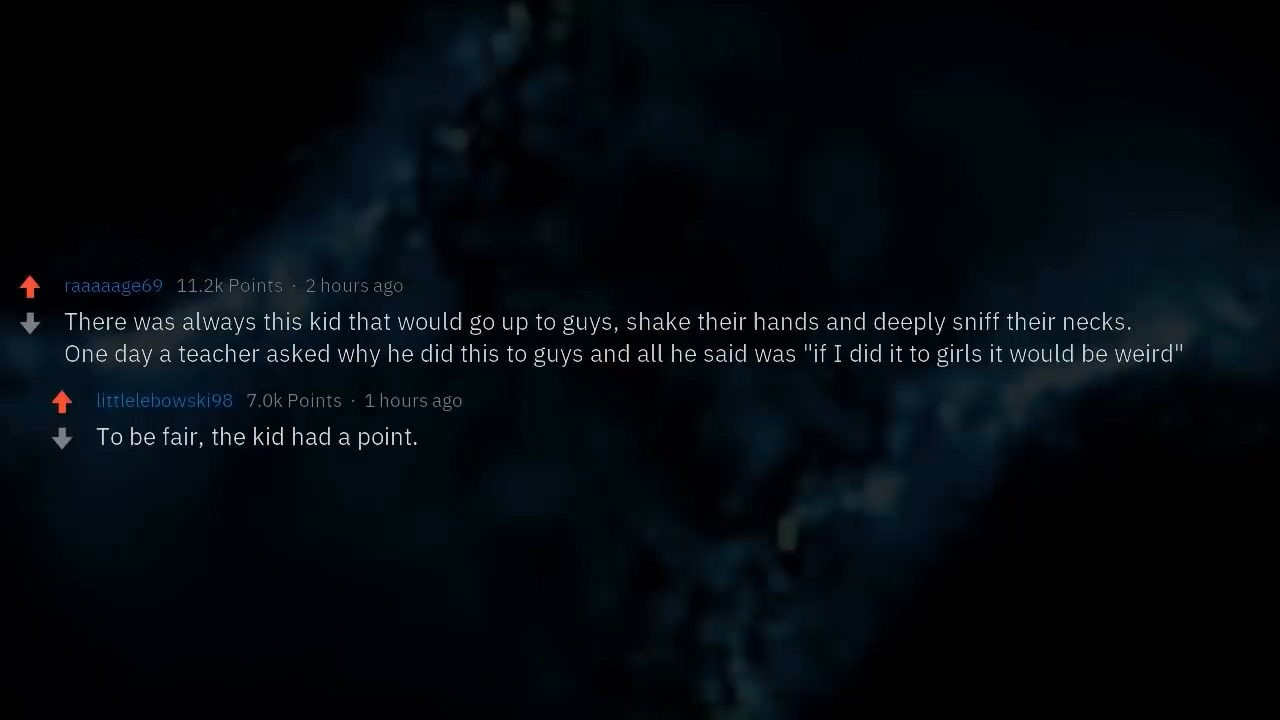 raaaaage69 11.2k Points · 2 hours ago
There was always this kid that would go up to guys, shake their hands and deeply sniff their necks.
One day a teacher asked why he did this to guys and all he said was "if I did it to girls it would be weird"
littlelebowski98 7.0k Points · 1 hours ago
To be fair, the kid had a point.